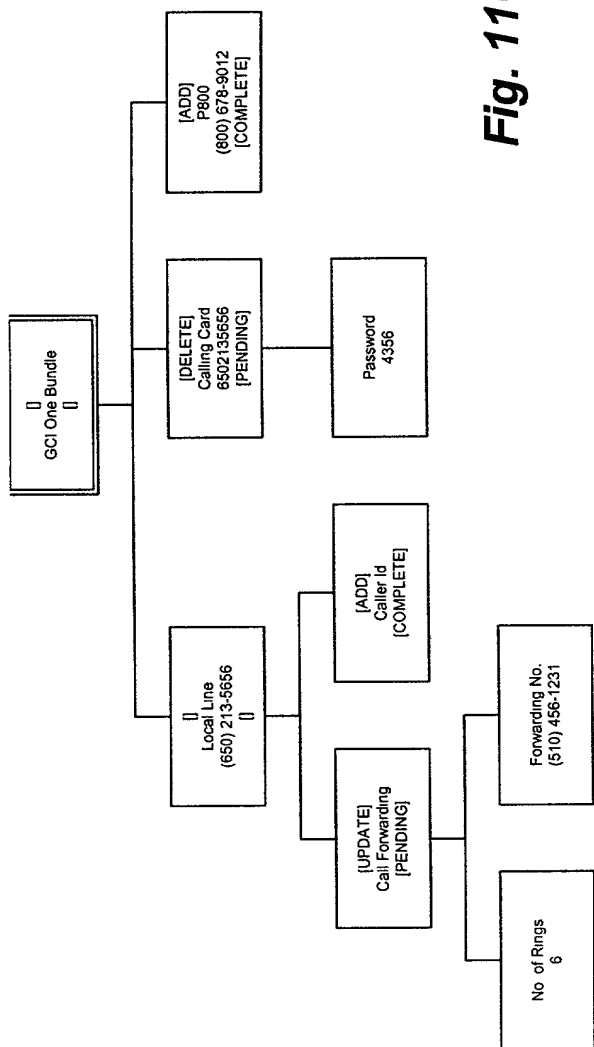 []
GCI One Bundle
[]
[]
Local Line
(650) 213-5656
[]
[DELETE]
Calling Card
6502135656
[PENDING]
[ADD]
P800
(800) 678-9012
[COMPLETE]
[UPDATE]
Call Forwarding
[PENDING]
[ADD]
Caller Id
[COMPLETE]
Password
4356
No of Rings
6
Forwarding No.
(510) 456-1231
Fig. 11